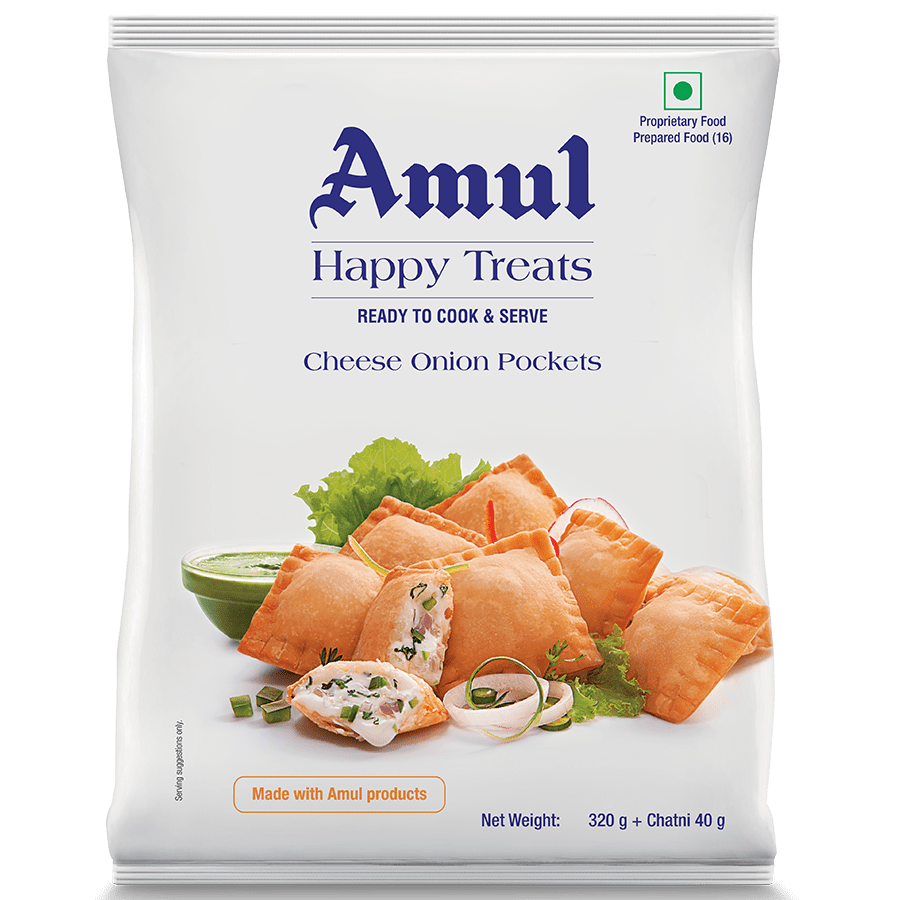 Proprietary Food
Prepared Food (16)
Amul
Happy Treats
READY TO COOK & SERVE
Cheese Onion Pockets
Serving suggestions only.
Made with Amul products
Net Weight: 320 g + Chatni 40 g